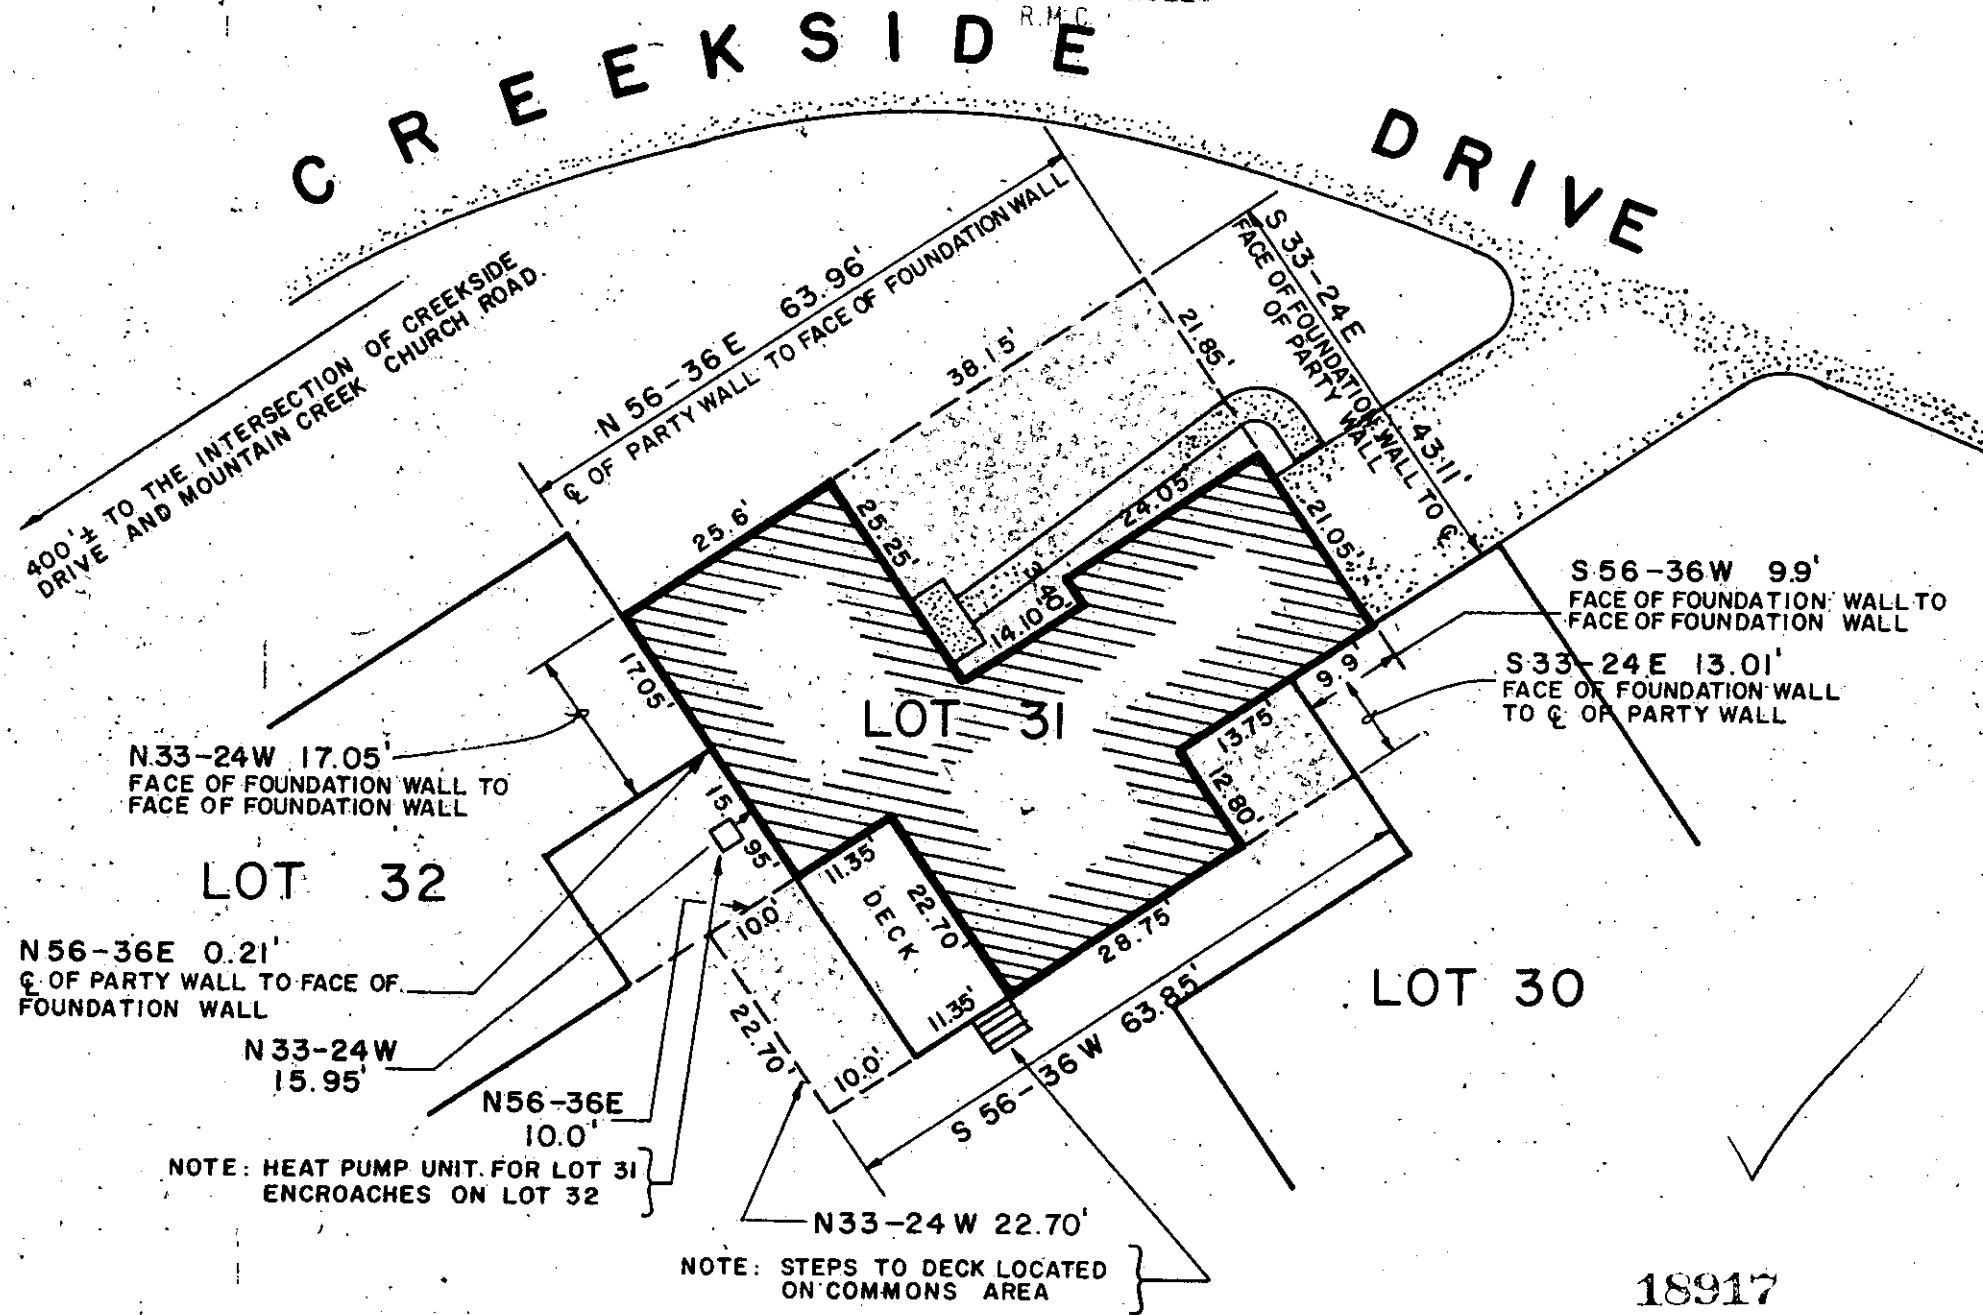 R.M.C.
CREEKSIDE DRIVE
400'± TO THE INTERSECTION OF CREEKSIDE
DRIVE AND MOUNTAIN CREEK CHURCH ROAD.
N 56-36 E 63.96'
℄ OF PARTY WALL TO FACE OF FOUNDATION WALL
S 33-24 E 43.11'
FACE OF FOUNDATION WALL TO ℄
OF PARTY WALL
38.15'
21.85'
25.6'
25.25'
24.05'
3.40'
14.10'
21.05'
17.05'
LOT 31
S 56-36 W 9.9'
FACE OF FOUNDATION WALL TO
FACE OF FOUNDATION WALL
S 33-24 E 13.01'
FACE OF FOUNDATION WALL
TO ℄ OF PARTY WALL
9.9'
13.75'
12.80'
N.33-24W 17.05'
FACE OF FOUNDATION WALL TO
FACE OF FOUNDATION WALL
15.95'
LOT 32
11.35'
DECK
22.70'
28.75'
10.0'
N 56-36E 0.21'
℄ OF PARTY WALL TO FACE OF
FOUNDATION WALL
LOT 30
11.35'
22.70'
10.0'
S 56-36 W 63.85'
N 33-24 W
15.95'
N56-36E
10.0'
NOTE: HEAT PUMP UNIT FOR LOT 31
ENCROACHES ON LOT 32
N33-24 W 22.70'
NOTE: STEPS TO DECK LOCATED
ON COMMONS AREA
18917